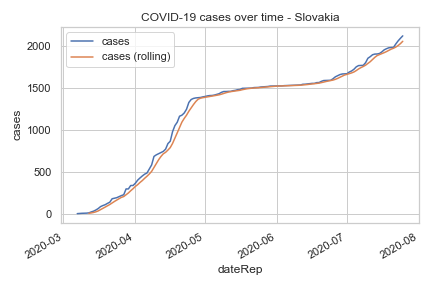 COVID-19 cases over time - Slovakia
cases
cases (rolling)
2000
1500
1000
500
0
cases
2020-03
2020-04
2020-05
2020-06
2020-07
2020-08
dateRep